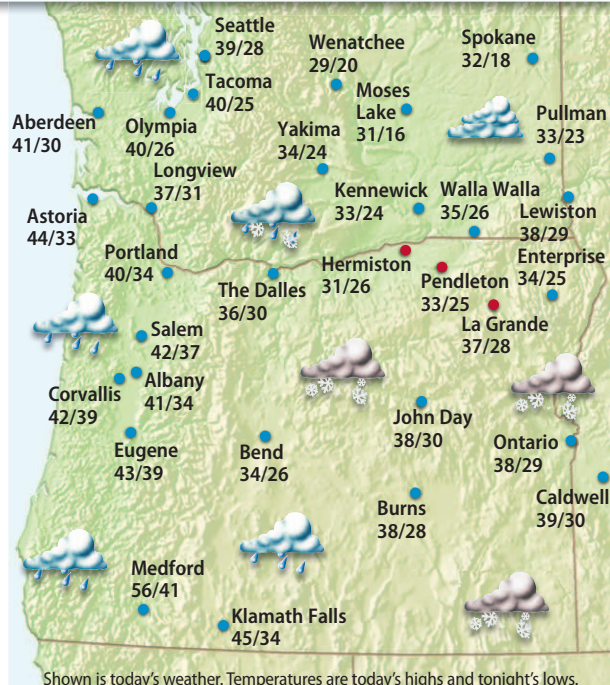 Seattle
39/28
Wenatchee
29/20
Spokane
32/18
Tacoma
40/25
Moses
Lake
31/16
Aberdeen
41/30
Olympia
40/26
Yakima
34/24
Pullman
33/23
Longview
37/31
Kennewick
33/24
Walla Walla
35/26
Lewiston
38/29
Astoria
44/33
Portland
40/34
The Dalles
36/30
Hermiston
31/26
Pendleton
33/25
Enterprise
34/25
La Grande
37/28
Salem
42/37
Corvallis
42/39
Albany
41/34
John Day
38/30
Eugene
43/39
Bend
34/26
Ontario
38/29
Caldwell
39/30
Burns
38/28
Medford
56/41
Klamath Falls
45/34
Shown is today's weather. Temperatures are today's highs and tonight's lows.